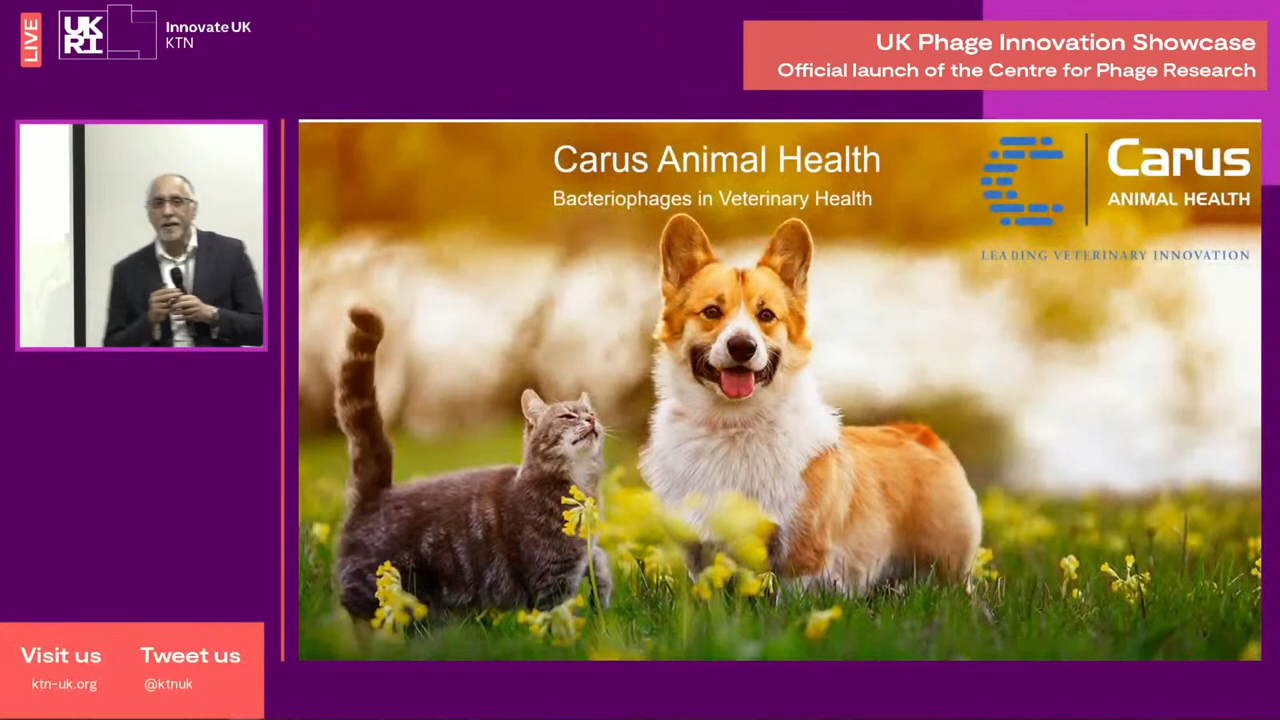 LIVE
UK
RI
Innovate UK
KTN
UK Phage Innovation Showcase
Official launch of the Centre for Phage Research
Carus Animal Health
Bacteriophages in Veterinary Health
Carus
ANIMAL HEALTH
LEADING VETERINARY INNOVATION
Visit us
ktn-uk.org
Tweet us
@ktnuk